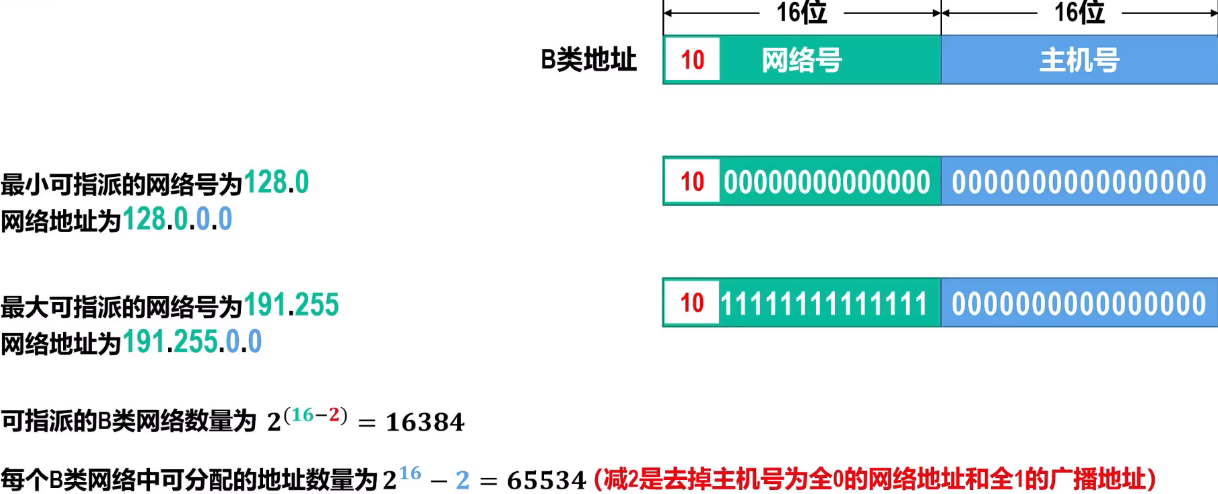 16位 16位
B类地址 10 网络号 主机号
最小可指派的网络号为128.0
10 00000000000000 0000000000000000
网络地址为128.0.0.0
最大可指派的网络号为191.255
10 11111111111111 0000000000000000
网络地址为191.255.0.0
可指派的B类网络数量为 2^(16−2) = 16384
每个B类网络中可分配的地址数量为 2^16 − 2 = 65534 (减2是去掉主机号为全0的网络地址和全1的广播地址)